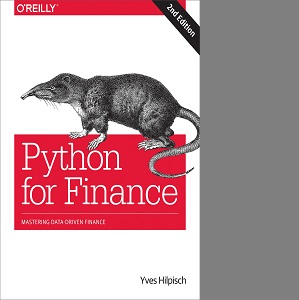 O'REILLY®
2nd Edition
Python
for Finance
MASTERING DATA-DRIVEN FINANCE
Yves Hilpisch